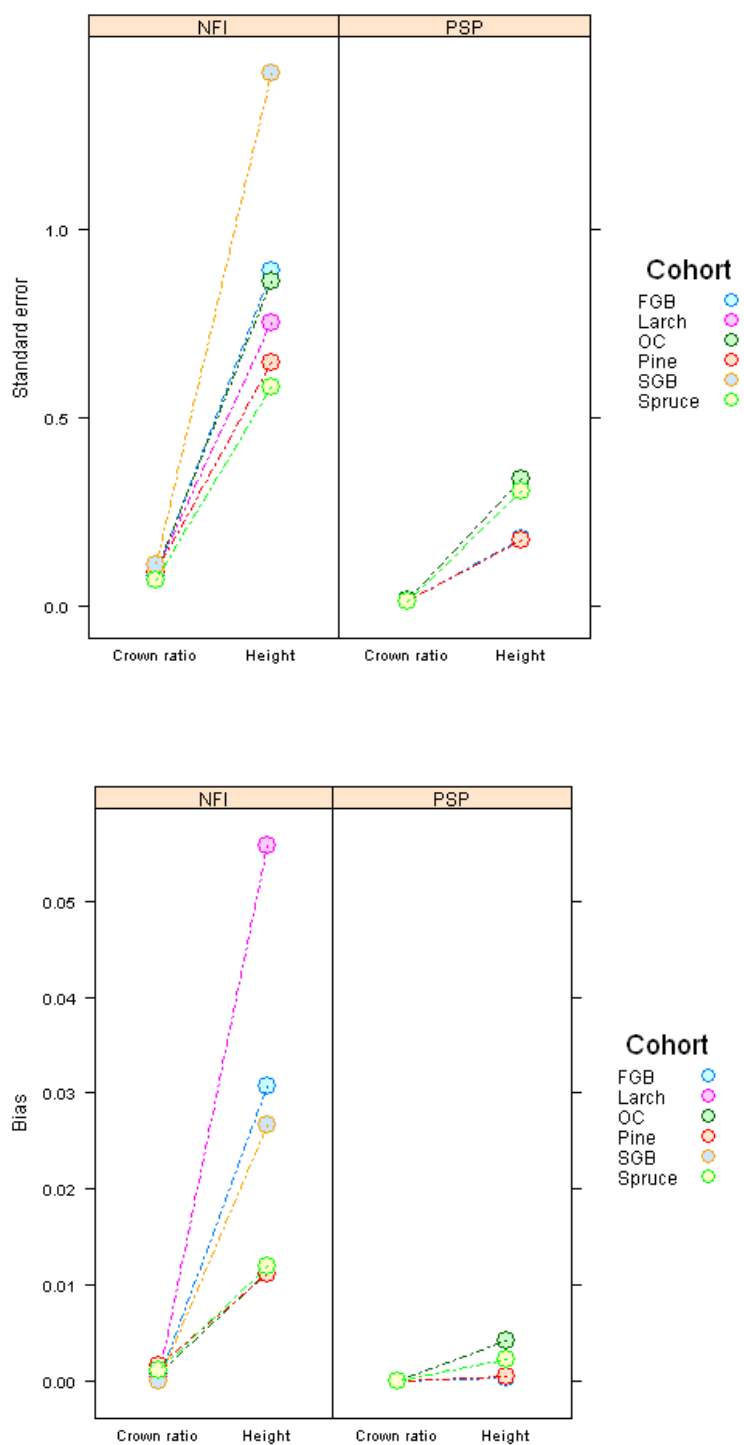 NFI PSP
Standard error
1.0
0.5
0.0
Crown ratio Height Crown ratio Height
Cohort
FGB
Larch
OC
Pine
SGB
Spruce
NFI PSP
Bias
0.05
0.04
0.03
0.02
0.01
0.00
Crown ratio Height Crown ratio Height
Cohort
FGB
Larch
OC
Pine
SGB
Spruce